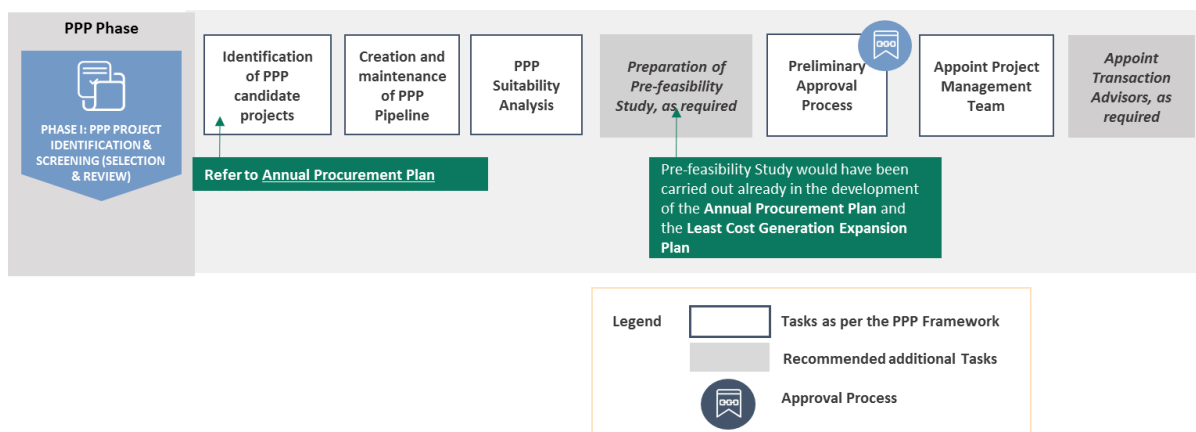 PPP Phase
PHASE I: PPP PROJECT
IDENTIFICATION &
SCREENING (SELECTION
& REVIEW)
Identification
of PPP
candidate
projects
Creation and
maintenance
of PPP
Pipeline
PPP
Suitability
Analysis
Preparation of
Pre-feasibility
Study, as required
Preliminary
Approval
Process
Appoint Project
Management
Team
Appoint
Transaction
Advisors, as
required
Refer to Annual Procurement Plan
Pre-feasibility Study would have been
carried out already in the development
of the Annual Procurement Plan and
the Least Cost Generation Expansion
Plan
Legend
Tasks as per the PPP Framework
Recommended additional Tasks
Approval Process